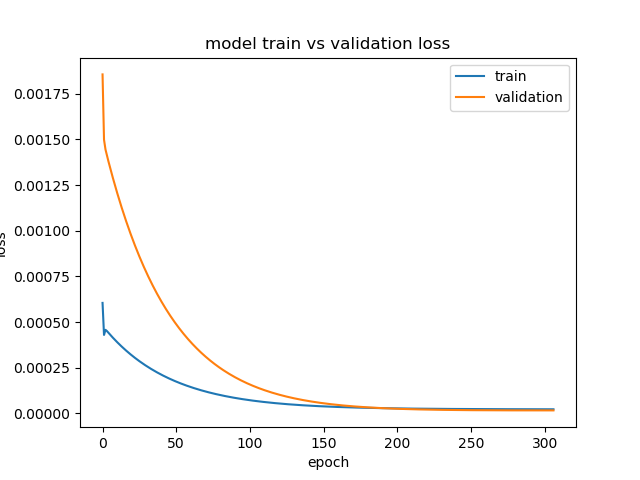 model train vs validation loss
train
validation
0.00175
0.00150
0.00125
0.00100
0.00075
0.00050
0.00025
0.00000
loss
0 50 100 150 200 250 300
epoch